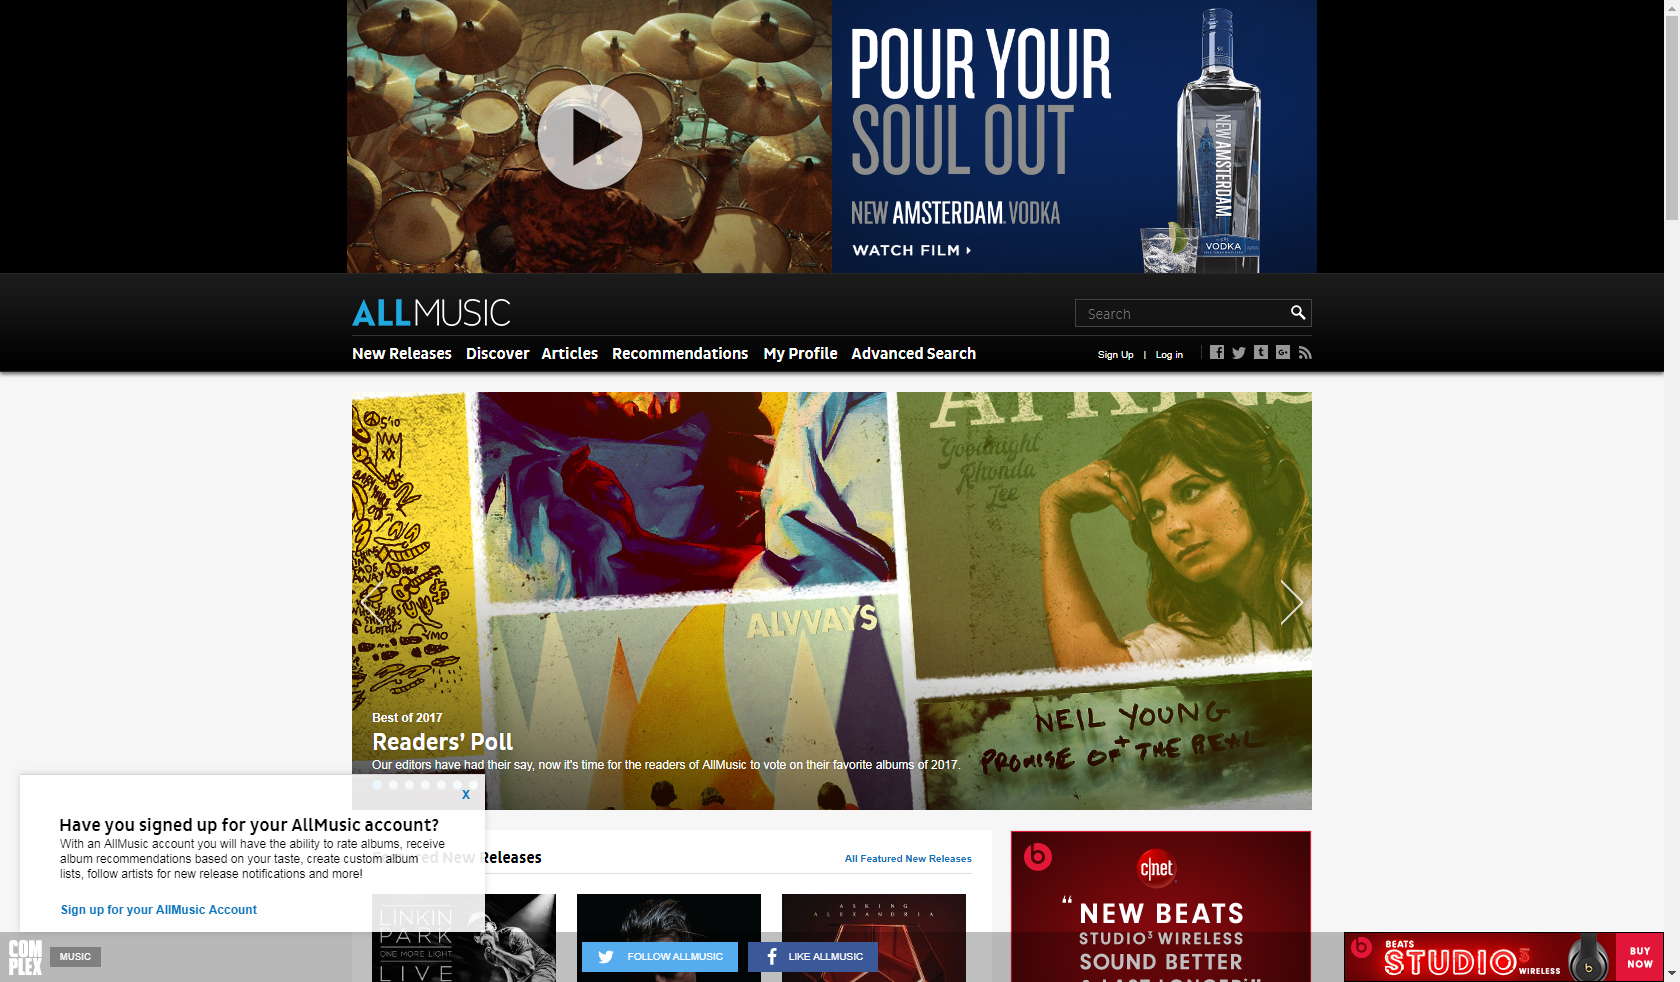 POUR YOUR
SOUL OUT
NEW AMSTERDAM VODKA
WATCH FILM
NEW AMSTERDAM
VODKA
ALLMUSIC
Search
New Releases
Discover
Articles
Recommendations
My Profile
Advanced Search
Sign Up | Log in
ATKINS
Goodnight
Rhonda
Lee
ALVVAYS
NEIL YOUNG
+
PROMISE OF THE REAL
Best of 2017
Readers' Poll
Our editors have had their say, now it's time for the readers of AllMusic to vote on their favorite albums of 2017.
X
Have you signed up for your AllMusic account?
With an AllMusic account you will have the ability to rate albums, receive
album recommendations based on your taste, create custom album
lists, follow artists for new release notifications and more!
Sign up for your AllMusic Account
Featured New Releases
All Featured New Releases
LINKIN
PARK
ONE MORE LIGHT
LIVE
ASKING
ALEXANDRIA
c|net
“ NEW BEATS
STUDIO3 WIRELESS
SOUND BETTER
& LAST LONGER
COM
PLEX
MUSIC
FOLLOW ALLMUSIC
LIKE ALLMUSIC
BEATS
STUDIO3
WIRELESS
BUY
NOW